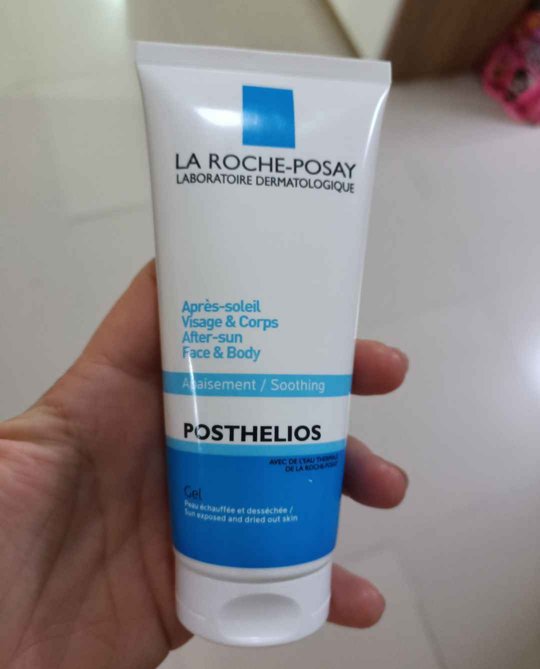 LA ROCHE-POSAY
LABORATOIRE DERMATOLOGIQUE
Après-soleil
Visage & Corps
After-sun
Face & Body
Apaisement / Soothing
POSTHELIOS
AVEC DE L'EAU THERMALE
DE LA ROCHE-POSAY
Gel
Peau échauffée et desséchée /
Sun exposed and dried out skin